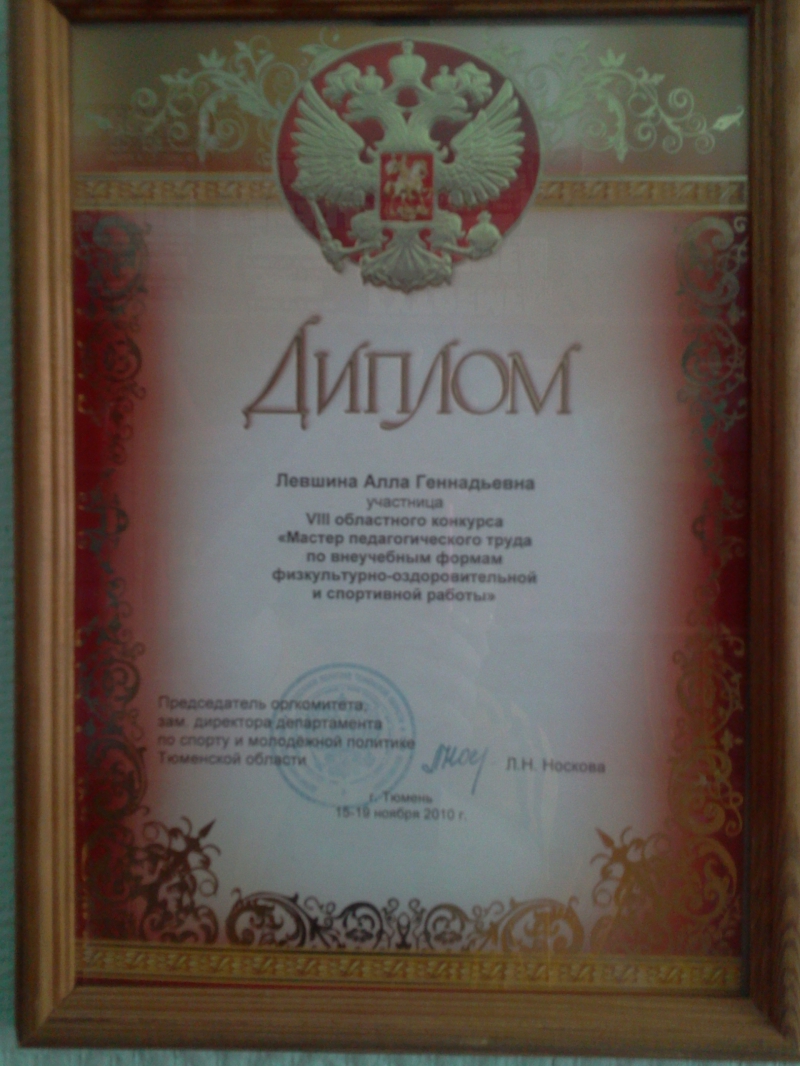 ДИПЛОМ
Левшина Алла Геннадьевна
участница
VIII областного конкурса
«Мастер педагогического труда
по внеучебным формам
физкультурно-оздоровительной
и спортивной работы»
Председатель оргкомитета,
зам. директора департамента
по спорту и молодёжной политике
Тюменской области
Л.Н. Носкова
г. Тюмень
15-19 ноября 2010 г.